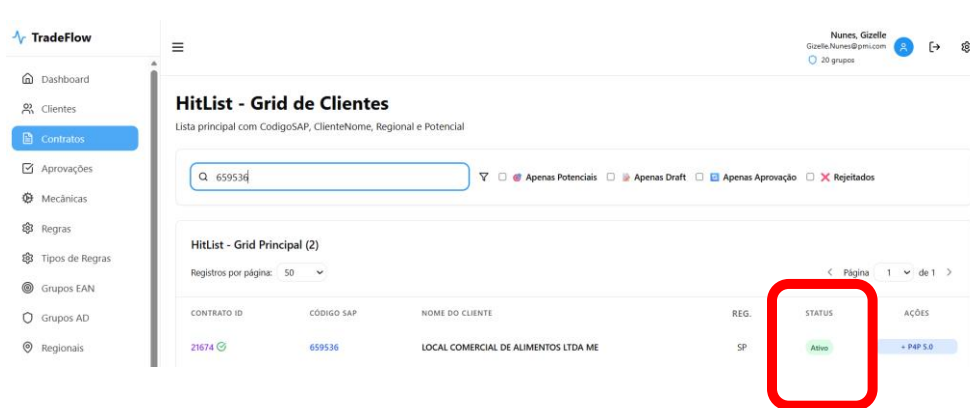 TradeFlow
Nunes, Gizelle
Gizelle.Nunes@pmi.com
20 grupos
Dashboard
Clientes
Contratos
Aprovações
Mecânicas
Regras
Tipos de Regras
Grupos EAN
Grupos AD
Regionais
HitList - Grid de Clientes
Lista principal com CodigoSAP, ClienteNome, Regional e Potencial
659536
Apenas Potenciais
Apenas Draft
Apenas Aprovação
Rejeitados
HitList - Grid Principal (2)
Registros por página: 50
Página 1 de 1
CONTRATO ID CÓDIGO SAP NOME DO CLIENTE REG. STATUS AÇÕES
21674 659536 LOCAL COMERCIAL DE ALIMENTOS LTDA ME SP Ativo + P4P 5.0